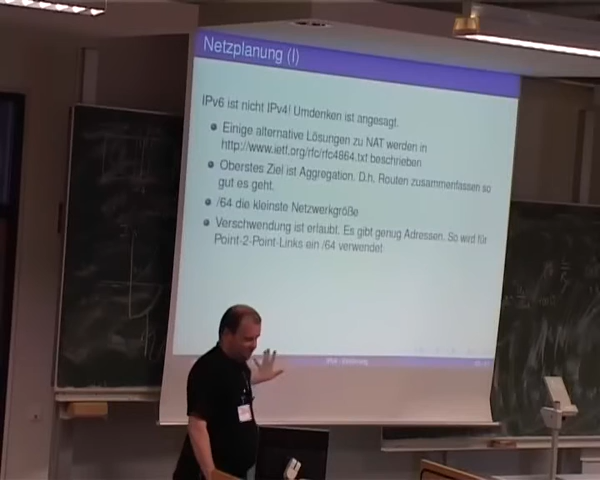 Netzplanung (I)
IPv6 ist nicht IPv4! Umdenken ist angesagt.
Einige alternative Lösungen zu NAT werden in
http://www.ietf.org/rfc/rfc4864.txt beschrieben
Oberstes Ziel ist Aggregation. D.h. Routen zusammenfassen so
gut es geht.
/64 die kleinste Netzwerkgröße
Verschwendung ist erlaubt. Es gibt genug Adressen. So wird für
Point-2-Point-Links ein /64 verwendet